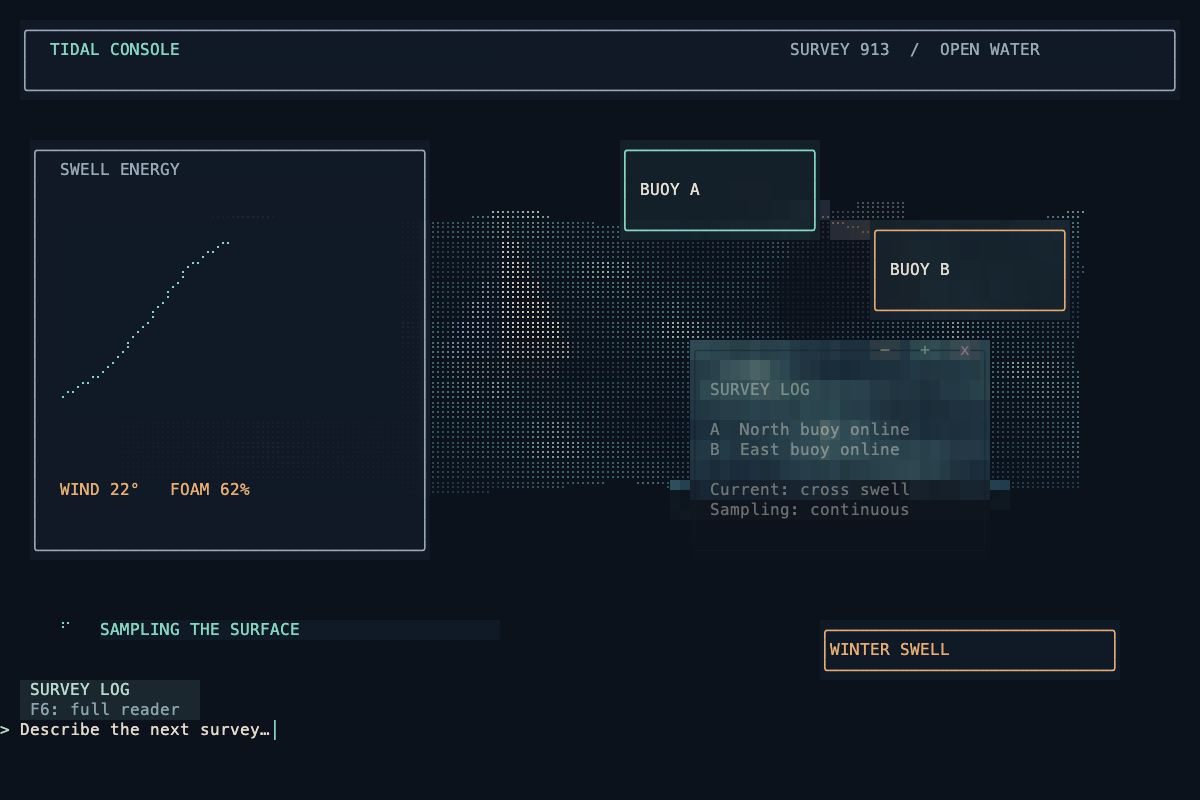 TIDAL CONSOLE
SURVEY 913 / OPEN WATER
SWELL ENERGY
BUOY A
BUOY B
- + x
SURVEY LOG
A North buoy online
B East buoy online
Current: cross swell
Sampling: continuous
WIND 22° FOAM 62%
SAMPLING THE SURFACE
WINTER SWELL
SURVEY LOG
F6: full reader
> Describe the next survey…